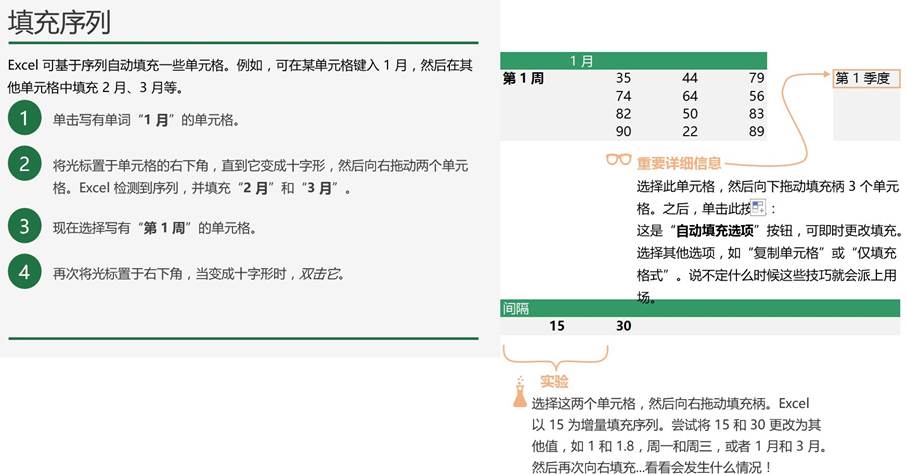 填充序列
Excel 可基于序列自动填充一些单元格。例如，可在某单元格键入 1 月，然后在其
他单元格中填充 2 月、3 月等。
1 单击写有单词“1 月”的单元格。
2 将光标置于单元格的右下角，直到它变成十字形，然后向右拖动两个单元
格。Excel 检测到序列，并填充“2 月”和“3 月”。
3 现在选择写有“第 1 周”的单元格。
4 再次将光标置于右下角，当变成十字形时，双击它。
1 月
第 1 周 35 44 79
74 64 56
82 50 83
90 22 89
第 1 季度
重要详细信息
选择此单元格，然后向下拖动填充柄 3 个单元
格。之后，单击此按 ：
这是“自动填充选项”按钮，可即时更改填充。
选择其他选项，如“复制单元格”或“仅填充
格式”。说不定什么时候这些技巧就会派上用
场。
间隔
15 30
实验
选择这两个单元格，然后向右拖动填充柄。Excel
以 15 为增量填充序列。尝试将 15 和 30 更改为其
他值，如 1 和 1.8，周一和周三，或者 1 月和 3 月。
然后再次向右填充...看看会发生什么情况！